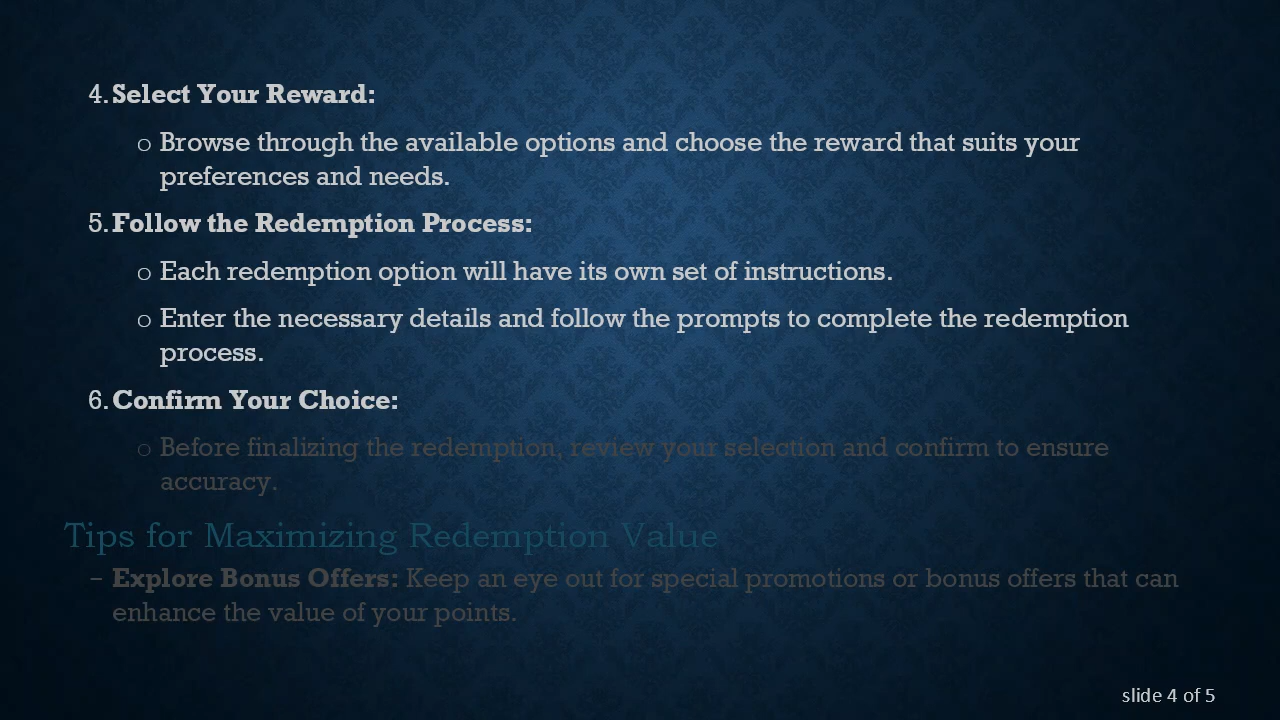 4. Select Your Reward:
o Browse through the available options and choose the reward that suits your
preferences and needs.
5. Follow the Redemption Process:
o Each redemption option will have its own set of instructions.
o Enter the necessary details and follow the prompts to complete the redemption
process.
6. Confirm Your Choice:
o Before finalizing the redemption, review your selection and confirm to ensure
accuracy.
Tips for Maximizing Redemption Value
– Explore Bonus Offers: Keep an eye out for special promotions or bonus offers that can
enhance the value of your points.
slide 4 of 5